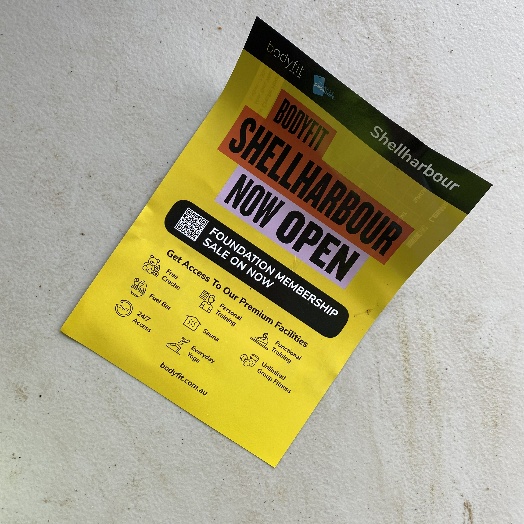 bodyfit
Shellharbour
BODYFIT
SHELLHARBOUR
NOW OPEN
FOUNDATION MEMBERSHIP
SALE ON NOW
Get Access To Our Premium Facilities
Free
Creche
Personal
Training
Functional
Training
Fuel Bar
Sauna
Unlimited
Group Fitness
24/7
Access
Everyday
Yoga
bodyfit.com.au